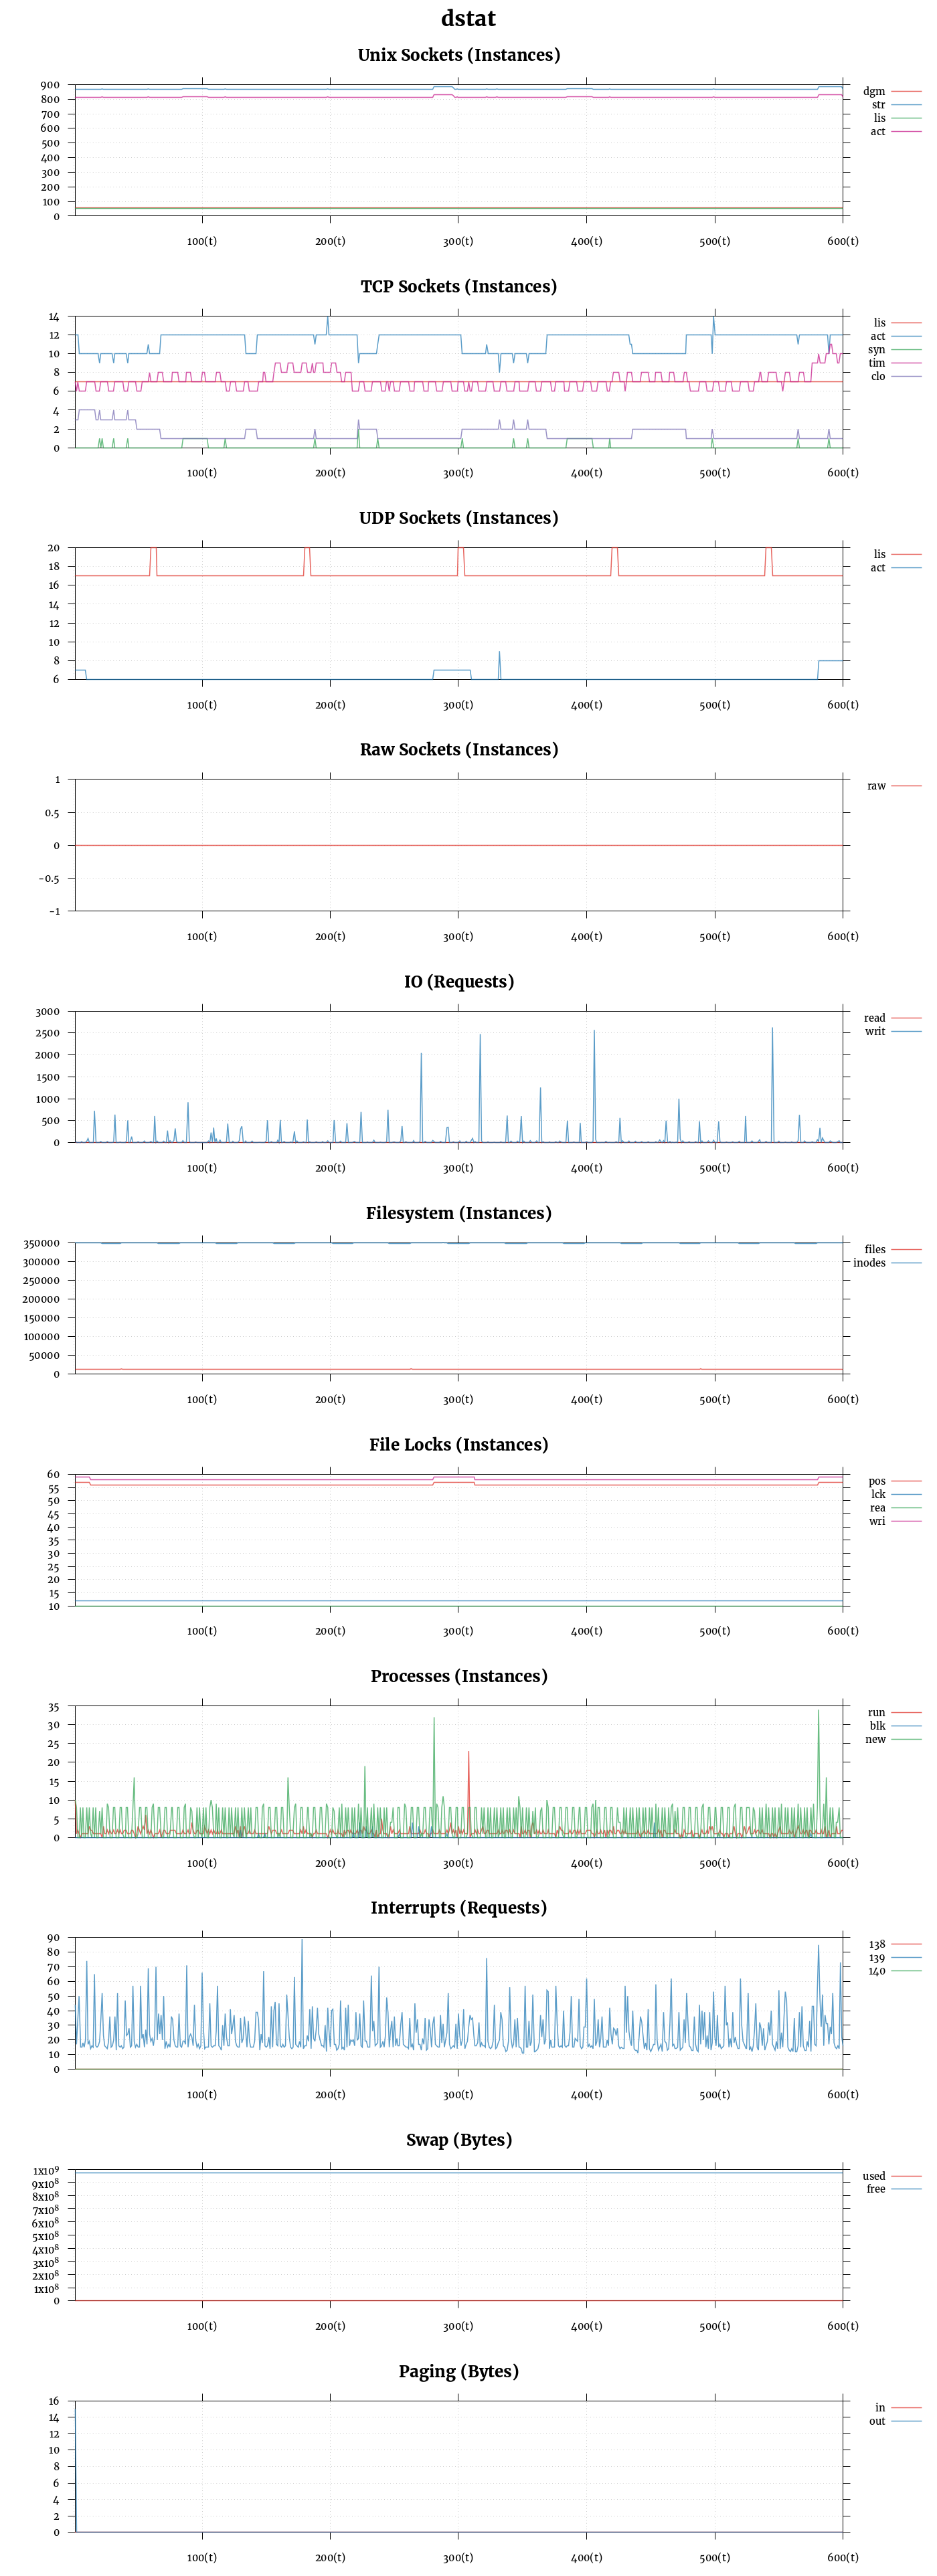 dstat
Unix Sockets (Instances)
900
800
700
600
500
400
300
200
100
0
100(t) 200(t) 300(t) 400(t) 500(t) 600(t)
dgm
str
lis
act
TCP Sockets (Instances)
14
12
10
8
6
4
2
0
100(t) 200(t) 300(t) 400(t) 500(t) 600(t)
lis
act
syn
tim
clo
UDP Sockets (Instances)
20
18
16
14
12
10
8
6
100(t) 200(t) 300(t) 400(t) 500(t) 600(t)
lis
act
Raw Sockets (Instances)
1
0.5
0
-0.5
-1
100(t) 200(t) 300(t) 400(t) 500(t) 600(t)
raw
IO (Requests)
3000
2500
2000
1500
1000
500
0
100(t) 200(t) 300(t) 400(t) 500(t) 600(t)
read
writ
Filesystem (Instances)
350000
300000
250000
200000
150000
100000
50000
0
100(t) 200(t) 300(t) 400(t) 500(t) 600(t)
files
inodes
File Locks (Instances)
60
55
50
45
40
35
30
25
20
15
10
100(t) 200(t) 300(t) 400(t) 500(t) 600(t)
pos
lck
rea
wri
Processes (Instances)
35
30
25
20
15
10
5
0
100(t) 200(t) 300(t) 400(t) 500(t) 600(t)
run
blk
new
Interrupts (Requests)
90
80
70
60
50
40
30
20
10
0
100(t) 200(t) 300(t) 400(t) 500(t) 600(t)
138
139
140
Swap (Bytes)
1x10⁹
9x10⁸
8x10⁸
7x10⁸
6x10⁸
5x10⁸
4x10⁸
3x10⁸
2x10⁸
1x10⁸
0
100(t) 200(t) 300(t) 400(t) 500(t) 600(t)
used
free
Paging (Bytes)
16
14
12
10
8
6
4
2
0
100(t) 200(t) 300(t) 400(t) 500(t) 600(t)
in
out